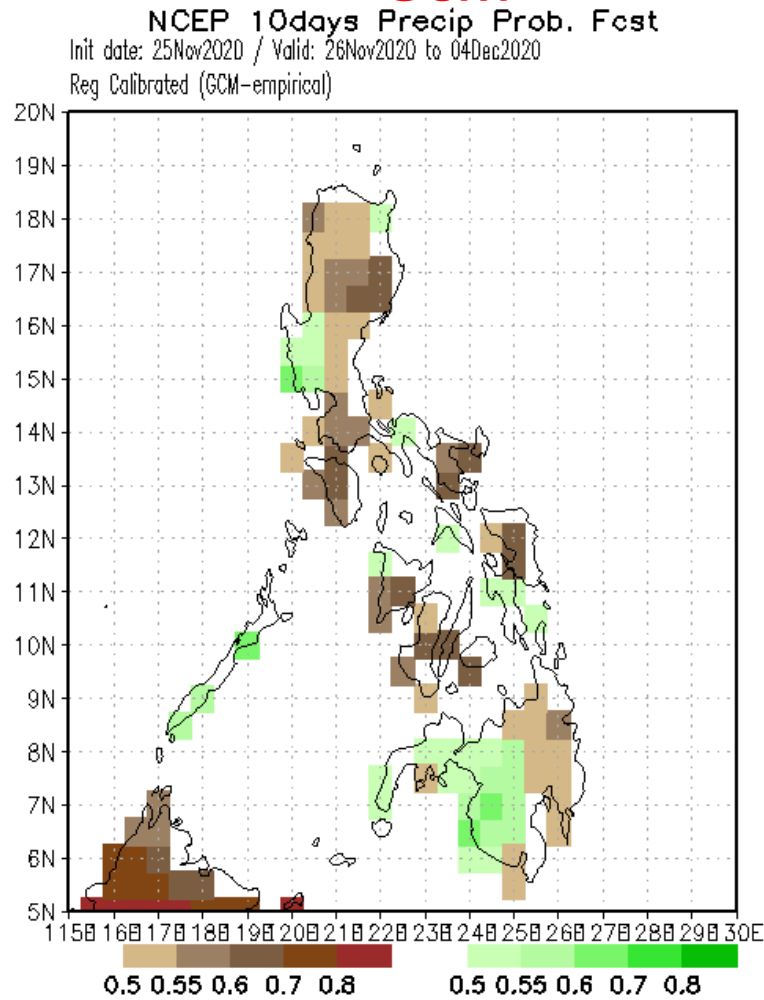 NCEP 10days Precip Prob. Fcst
Init date: 25Nov2020 / Valid: 26Nov2020 to 04Dec2020
Reg Calibrated (GCM-empirical)
20N
19N
18N
17N
16N
15N
14N
13N
12N
11N
10N
9N
8N
7N
6N
5N
115E 116E 117E 118E 119E 120E 121E 122E 123E 124E 125E 126E 127E 128E 129E 130E
0.5 0.55 0.6 0.7 0.8 0.5 0.55 0.6 0.7 0.8